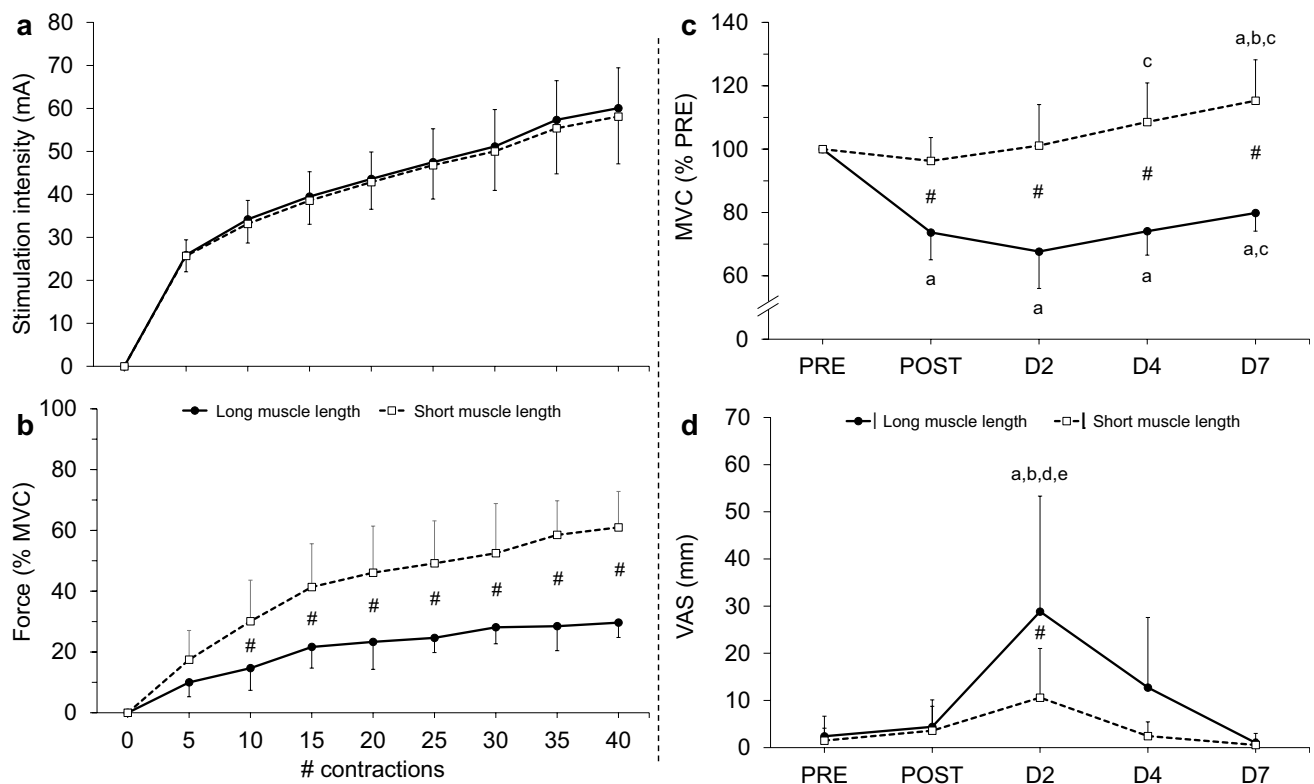 a
Stimulation intensity (mA)
80
70
60
50
40
30
20
10
0
b
Long muscle length
Short muscle length
Force (% MVC)
100
80
60
40
20
0
# # # # # # #
0 5 10 15 20 25 30 35 40
# contractions
c
MVC (% PRE)
140
120
100
80
60
0
c
a,b,c
# # # #
a a a a,c
PRE POST D2 D4 D7
d
Long muscle length
Short muscle length
VAS (mm)
70
60
50
40
30
20
10
0
a,b,d,e
#
PRE POST D2 D4 D7